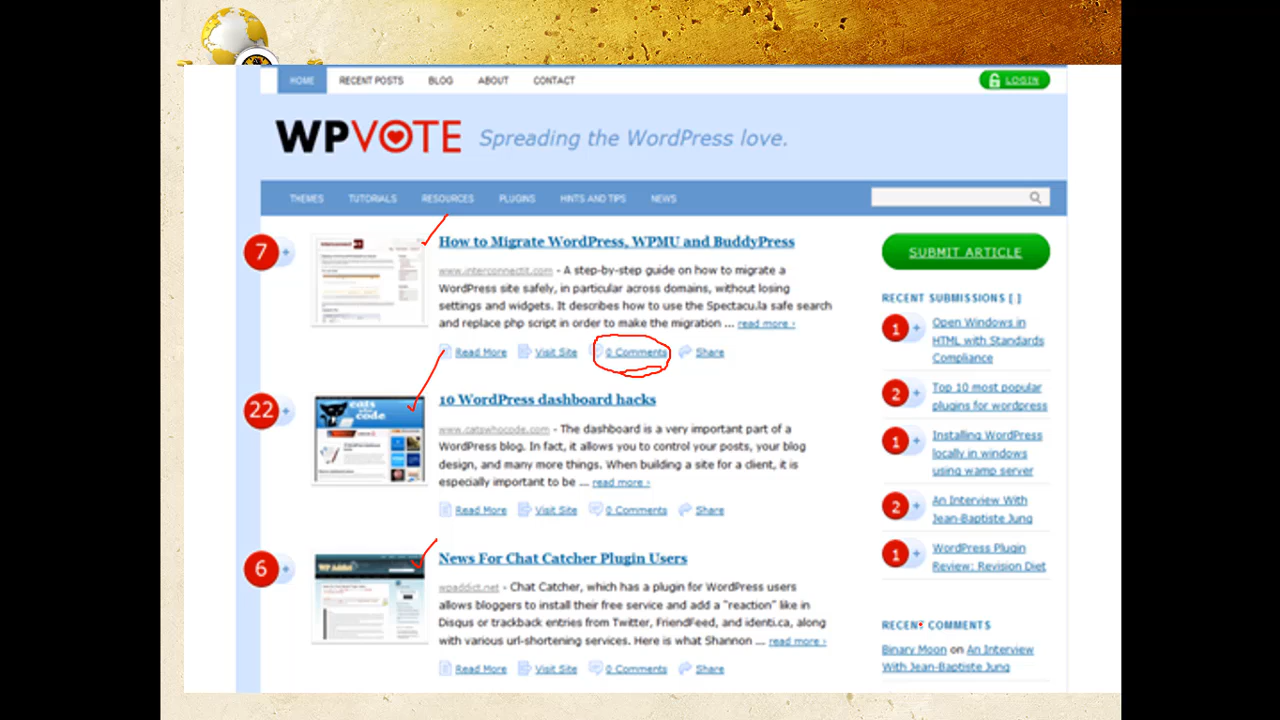 HOME RECENT POSTS BLOG ABOUT CONTACT LOGIN
WPVOTE Spreading the WordPress love.
THEMES TUTORIALS RESOURCES PLUGINS HINTS AND TIPS NEWS
7 +
How to Migrate WordPress, WPMU and BuddyPress
www.interconnectit.com - A step-by-step guide on how to migrate a
WordPress site safely, in particular across domains, without losing
settings and widgets. It describes how to use the Spectacu.la safe search
and replace php script in order to make the migration ... read more ›
Read More Visit Site 0 Comments Share
22 +
cats who code
10 WordPress dashboard hacks
www.catswhocode.com - The dashboard is a very important part of a
WordPress blog. In fact, it allows you to control your posts, your blog
design, and many more things. When building a site for a client, it is
especially important to be ... read more ›
Read More Visit Site 0 Comments Share
6 +
WP Addict
News For Chat Catcher Plugin Users
wpaddict.net - Chat Catcher, which has a plugin for WordPress users
allows bloggers to install their free service and add a "reaction" like in
Disqus or trackback entries from Twitter, FriendFeed, and identi.ca, along
with various url-shortening services. Here is what Shannon ... read more ›
Read More Visit Site 0 Comments Share
SUBMIT ARTICLE
RECENT SUBMISSIONS [ ]
1 + Open Windows in
HTML with Standards
Compliance
2 + Top 10 most popular
plugins for wordpress
1 + Installing WordPress
locally in windows
using wamp server
2 + An Interview With
Jean-Baptiste Jung
1 + WordPress Plugin
Review: Revision Diet
RECENT COMMENTS
Binary Moon on An Interview
With Jean-Baptiste Jung